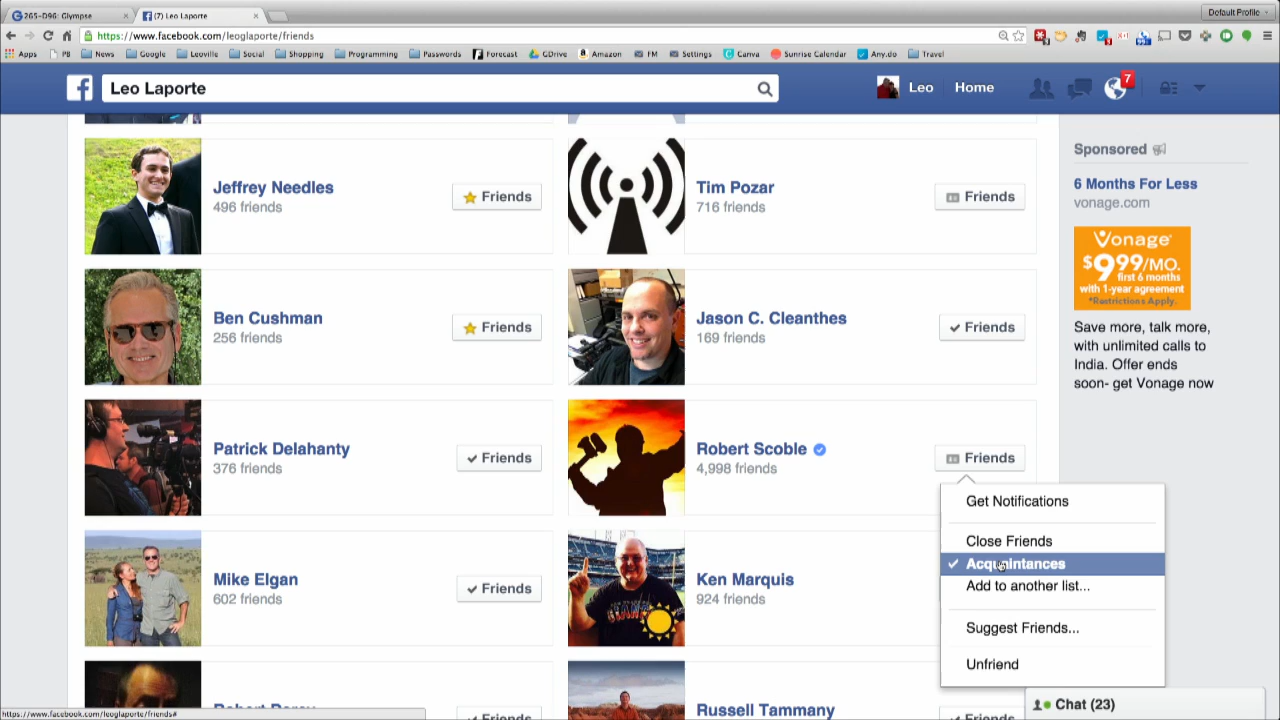 265-D96: Glympse
(7) Leo Laporte
Default Profile
https://www.facebook.com/leoglaporte/friends
Apps PB News Google Leoville Social Shopping Programming Passwords Forecast GDrive Amazon FM Settings Canva Sunrise Calendar Any.do Travel
Leo Laporte
Leo Home
7
Jeffrey Needles
496 friends
Friends
Tim Pozar
716 friends
Friends
Ben Cushman
256 friends
Friends
Jason C. Cleanthes
169 friends
Friends
Patrick Delahanty
376 friends
Friends
Robert Scoble
4,998 friends
Friends
Mike Elgan
602 friends
Friends
Ken Marquis
924 friends
Russell Tammany
Friends
Friends
Get Notifications
Close Friends
Acquaintances
Add to another list...
Suggest Friends...
Unfriend
Sponsored
6 Months For Less
vonage.com
Vonage
$9.99/MO.
first 6 months
with 1-year agreement
*Restrictions Apply.
Save more, talk more,
with unlimited calls to
India. Offer ends
soon- get Vonage now
Chat (23)
https://www.facebook.com/leoglaporte/friends#